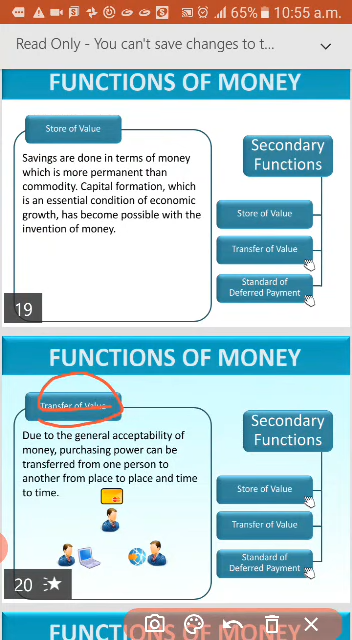 65% 10:55 a.m.
Read Only - You can't save changes to t...
FUNCTIONS OF MONEY
Store of Value
Savings are done in terms of money
which is more permanent than
commodity. Capital formation, which
is an essential condition of economic
growth, has become possible with the
invention of money.
Secondary
Functions
Store of Value
Transfer of Value
Standard of
Deferred Payment
19
FUNCTIONS OF MONEY
Transfer of Value
Due to the general acceptability of
money, purchasing power can be
transferred from one person to
another from place to place and time
to time.
Secondary
Functions
Store of Value
Transfer of Value
Standard of
Deferred Payment
20
FUNCTIONS OF MONEY